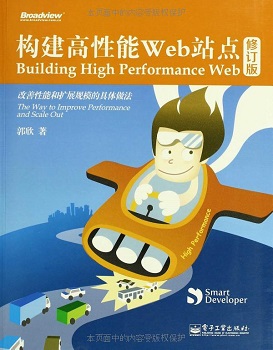 Broadview
www.broadview.com.cn
构建高性能Web站点
修订版
Building High Performance Web
改善性能和扩展规模的具体做法
The Way to Improve Performance
and Scale Out
郭欣 著
High Performance
Smart
Developer
电子工业出版社
本页面中的内容受版权保护
本页面中的内容受版权保护